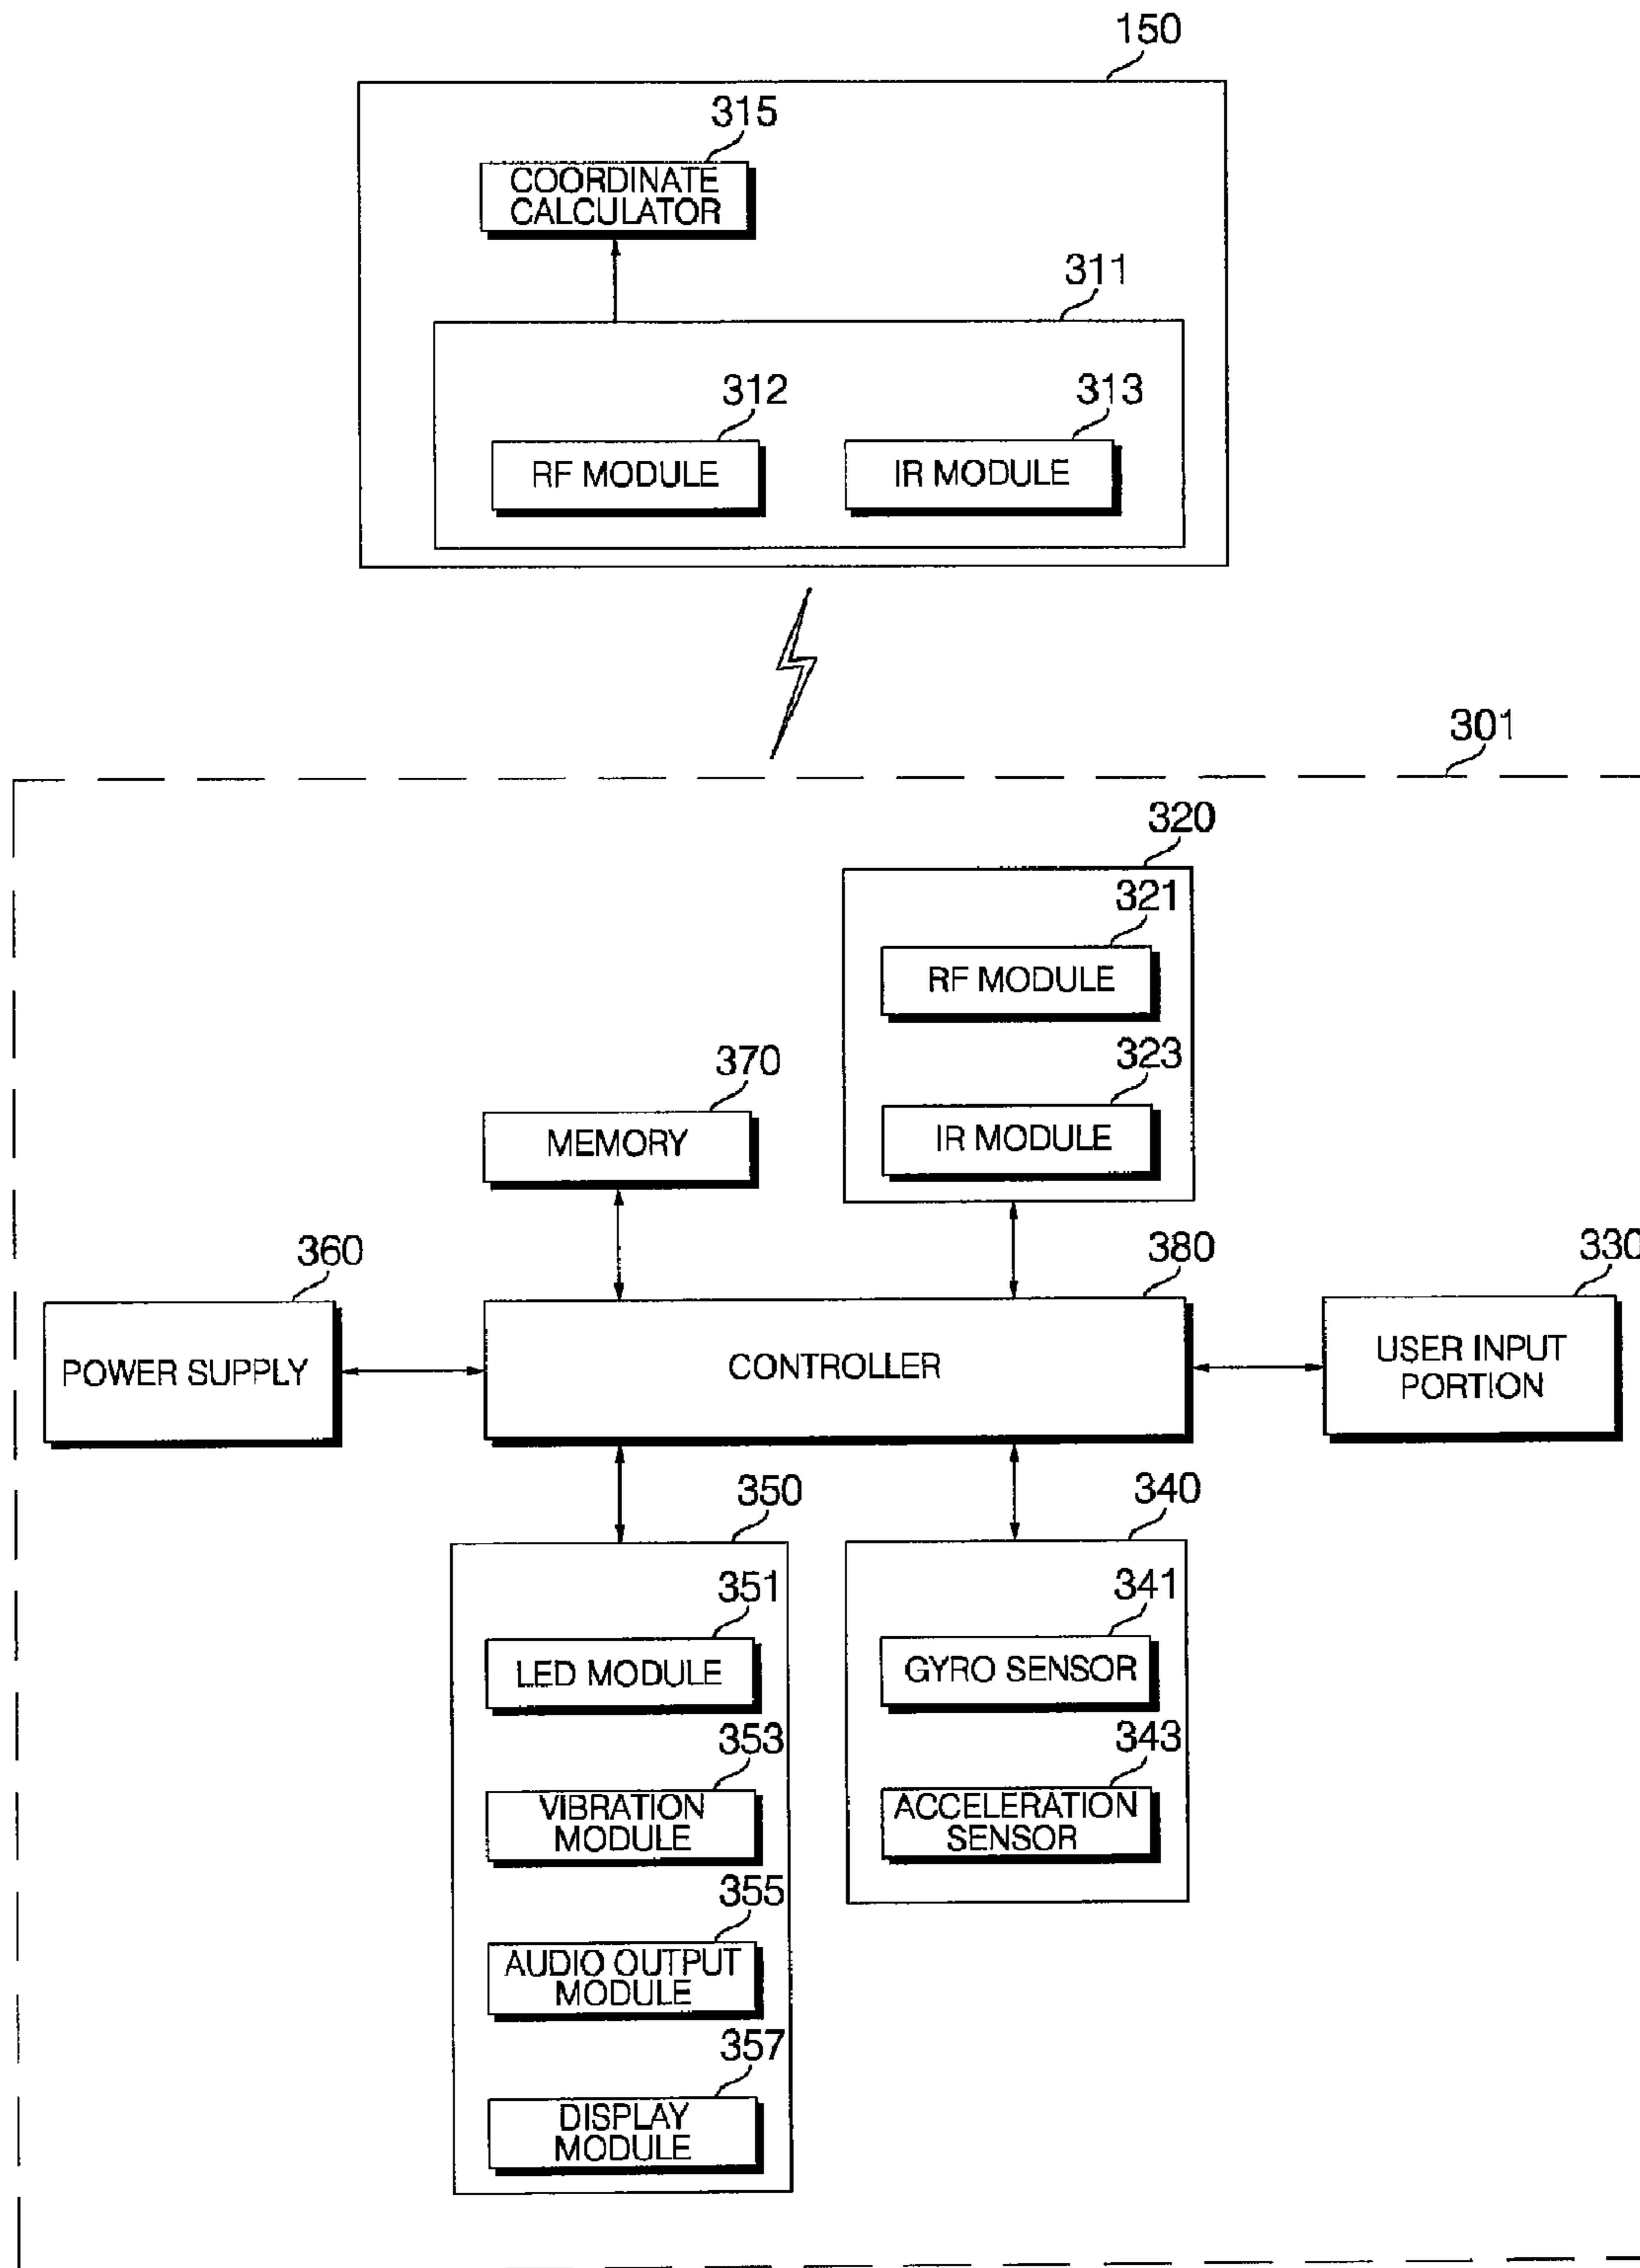 150
315
COORDINATE
CALCULATOR
311
312
313
RF MODULE
IR MODULE
301
320
321
RF MODULE
323
IR MODULE
370
MEMORY
360
380
330
POWER SUPPLY
CONTROLLER
USER INPUT
PORTION
350
340
351
LED MODULE
341
GYRO SENSOR
353
VIBRATION
MODULE
343
ACCELERATION
SENSOR
355
AUDIO OUTPUT
MODULE
357
DISPLAY
MODULE